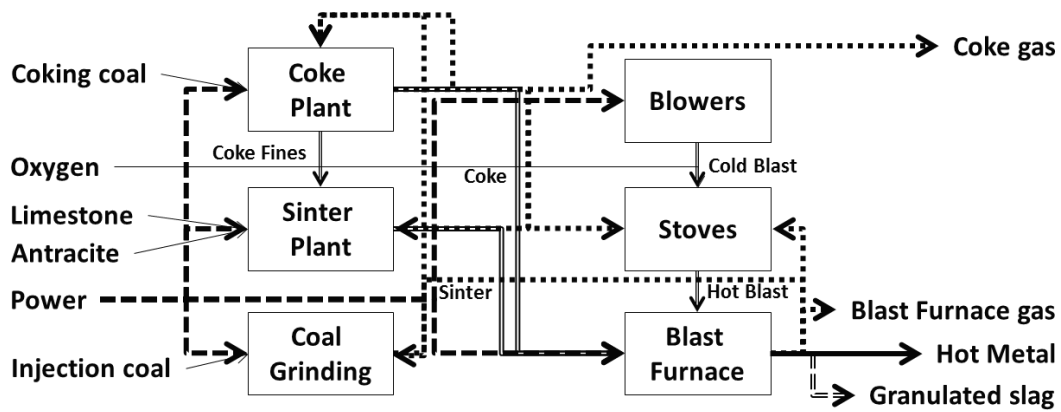 Coking coal
Oxygen
Limestone
Antracite
Power
Injection coal
Coke
Plant
Coke Fines
Sinter
Plant
Coal
Grinding
Coke
Sinter
Blowers
Cold Blast
Stoves
Hot Blast
Blast
Furnace
Coke gas
Blast Furnace gas
Hot Metal
Granulated slag